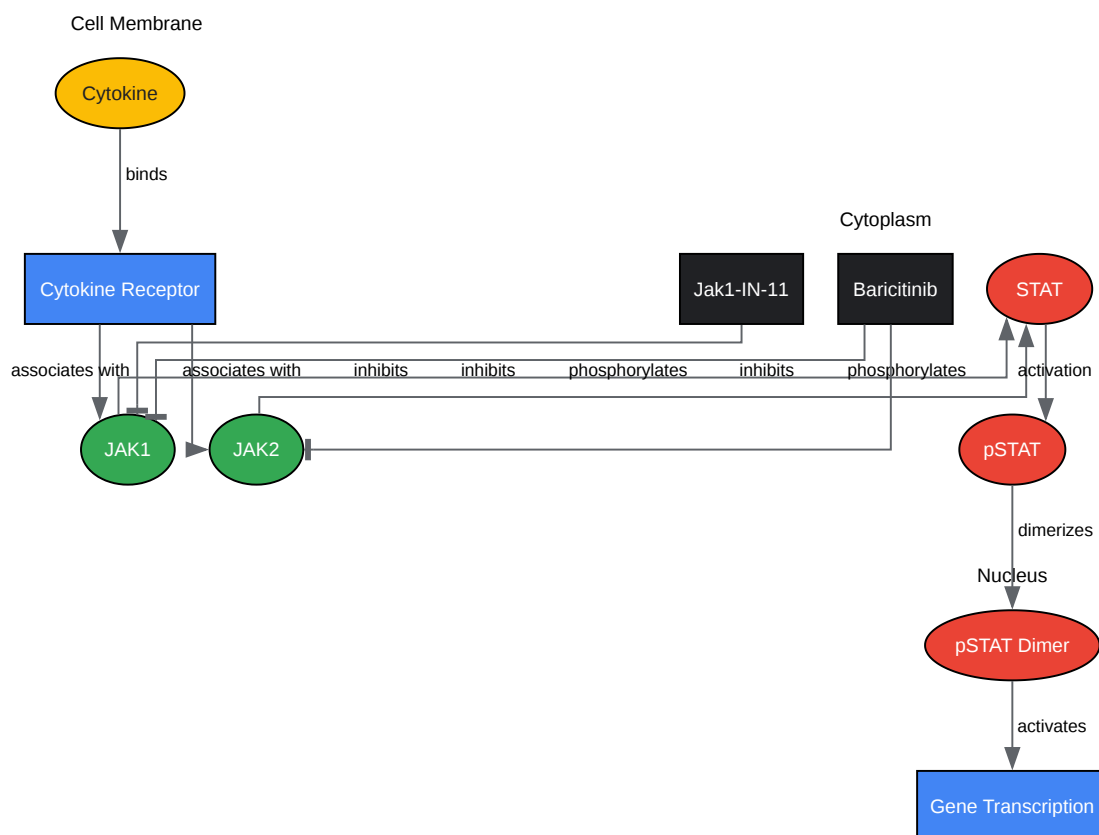 Cell Membrane
Cytokine
binds
Cytoplasm
Cytokine Receptor
Jak1-IN-11
Baricitinib
STAT
associates with
associates with
inhibits
inhibits
phosphorylates
inhibits
phosphorylates
activation
JAK1
JAK2
pSTAT
dimerizes
Nucleus
pSTAT Dimer
activates
Gene Transcription